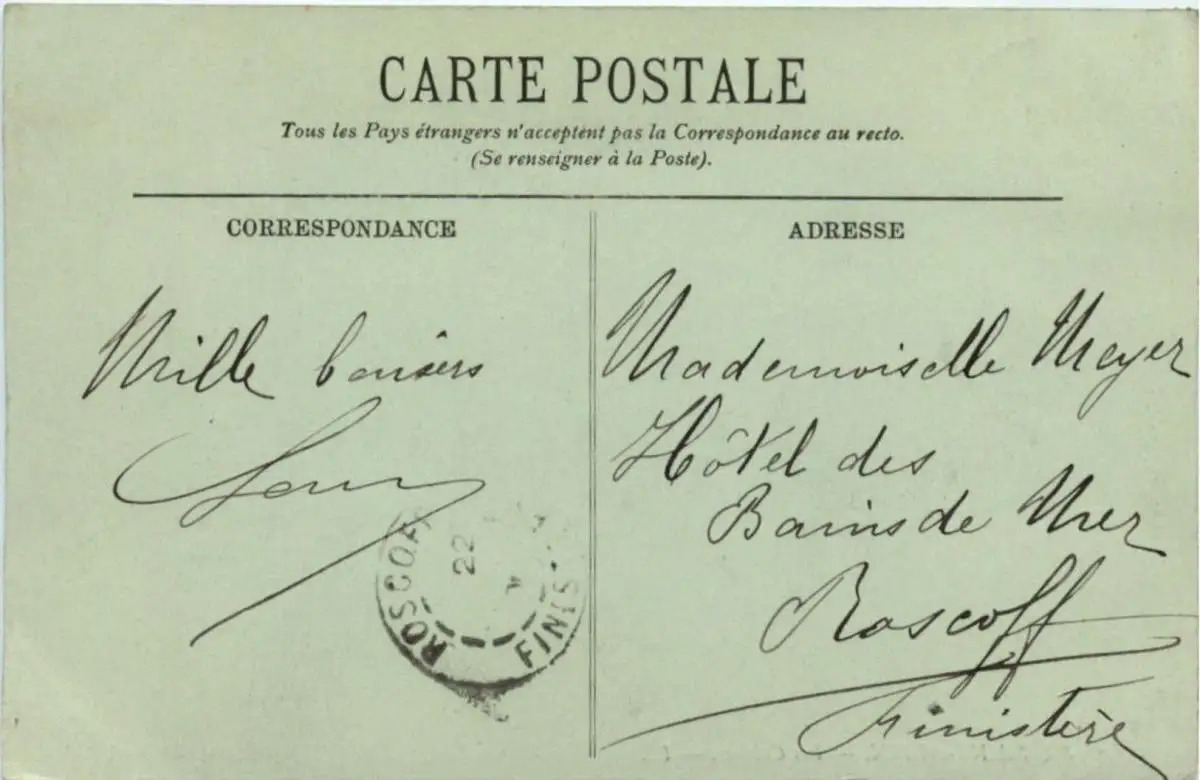 CARTE POSTALE
Tous les Pays étrangers n'acceptent pas la Correspondance au recto.
(Se renseigner à la Poste).
CORRESPONDANCE
Mille baisers
ROSCOFF
22
FINIS
ADRESSE
Mademoiselle Meyer
Hôtel des
Bains de Mer
Roscoff
Finistère